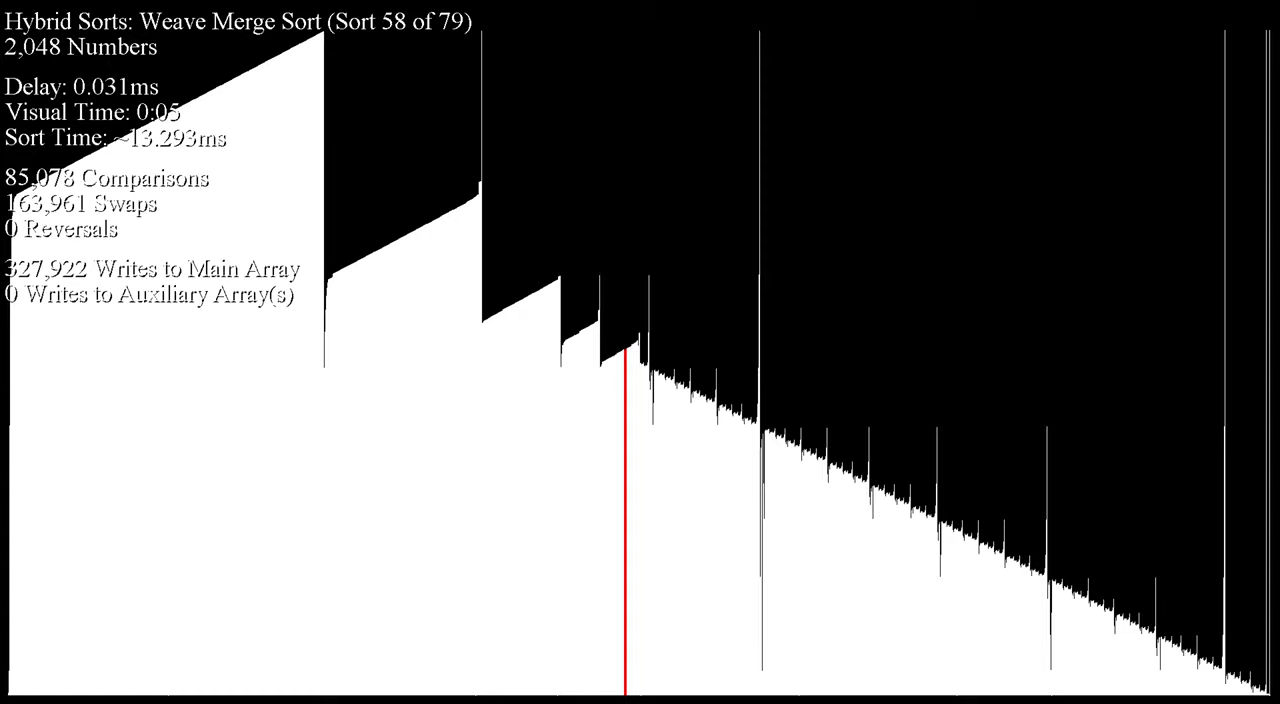 Hybrid Sorts: Weave Merge Sort (Sort 58 of 79)
2,048 Numbers
Delay: 0.031ms
Visual Time: 0:05
Sort Time: ~13.293ms
85,078 Comparisons
163,961 Swaps
0 Reversals
327,922 Writes to Main Array
0 Writes to Auxiliary Array(s)